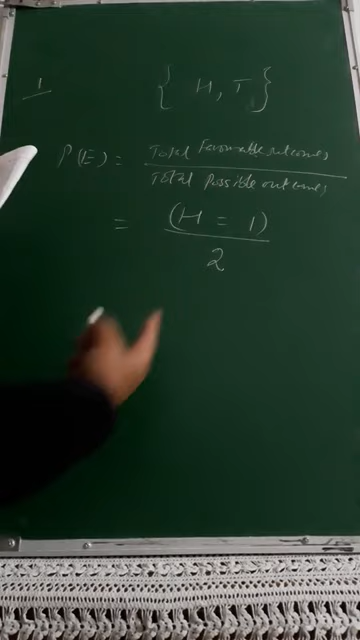 1
{ H, T }
P(E) = Total Favourable outcomes
Total Possible outcomes
= (H = 1)
2